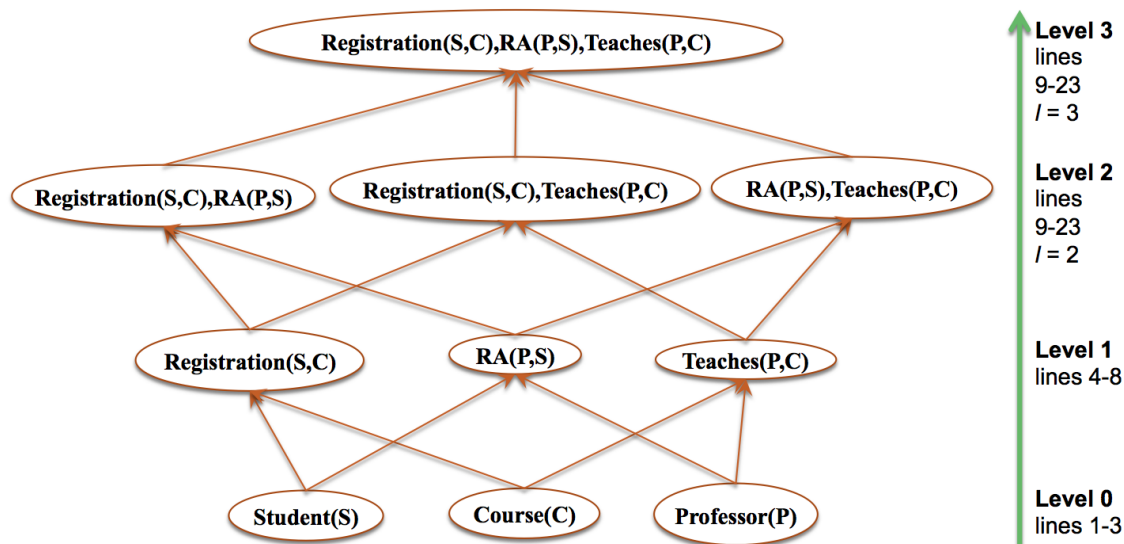 Registration(S,C),RA(P,S),Teaches(P,C)
Level 3
lines
9-23
l = 3
Registration(S,C),RA(P,S)
Registration(S,C),Teaches(P,C)
RA(P,S),Teaches(P,C)
Level 2
lines
9-23
l = 2
Registration(S,C)
RA(P,S)
Teaches(P,C)
Level 1
lines 4-8
Student(S)
Course(C)
Professor(P)
Level 0
lines 1-3